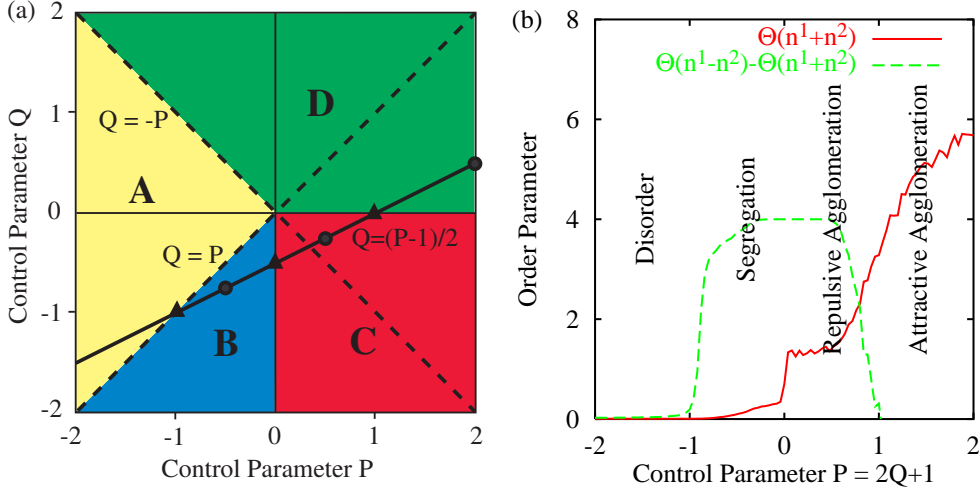 (a)
2
1
0
-1
-2
Control Parameter Q
Q = -P
D
A
Q = P
Q=(P-1)/2
B
C
-2
-1
0
1
2
Control Parameter P
(b)
8
6
4
2
0
Order Parameter
Θ(n¹+n²)
Θ(n¹-n²)-Θ(n¹+n²)
Disorder
Segregation
Repulsive Agglomeration
Attractive Agglomeration
-2
-1
0
1
2
Control Parameter P = 2Q+1